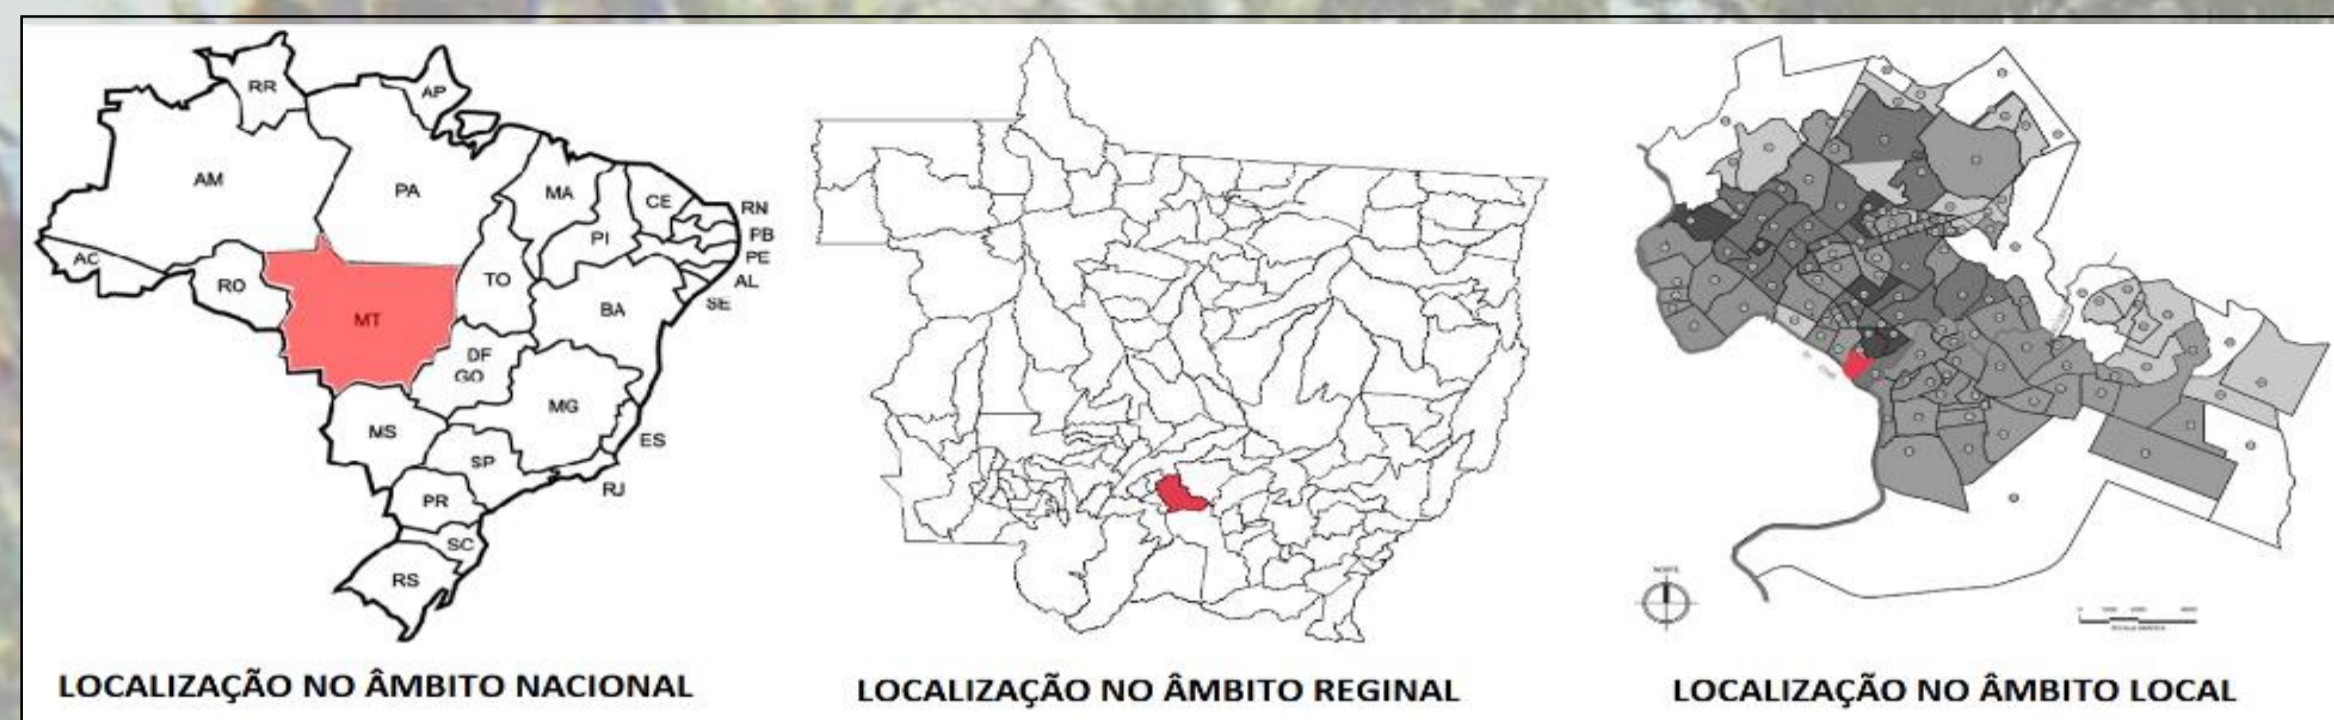 RR
AP
AM
PA
MA
CE
RN
PI
PB
PE
AC
TO
AL
RO
BA
SE
MT
DF
GO
MG
MS
ES
SP
RJ
PR
SC
RS
NORTE
LOCALIZAÇÃO NO ÂMBITO NACIONAL
LOCALIZAÇÃO NO ÂMBITO REGINAL
LOCALIZAÇÃO NO ÂMBITO LOCAL